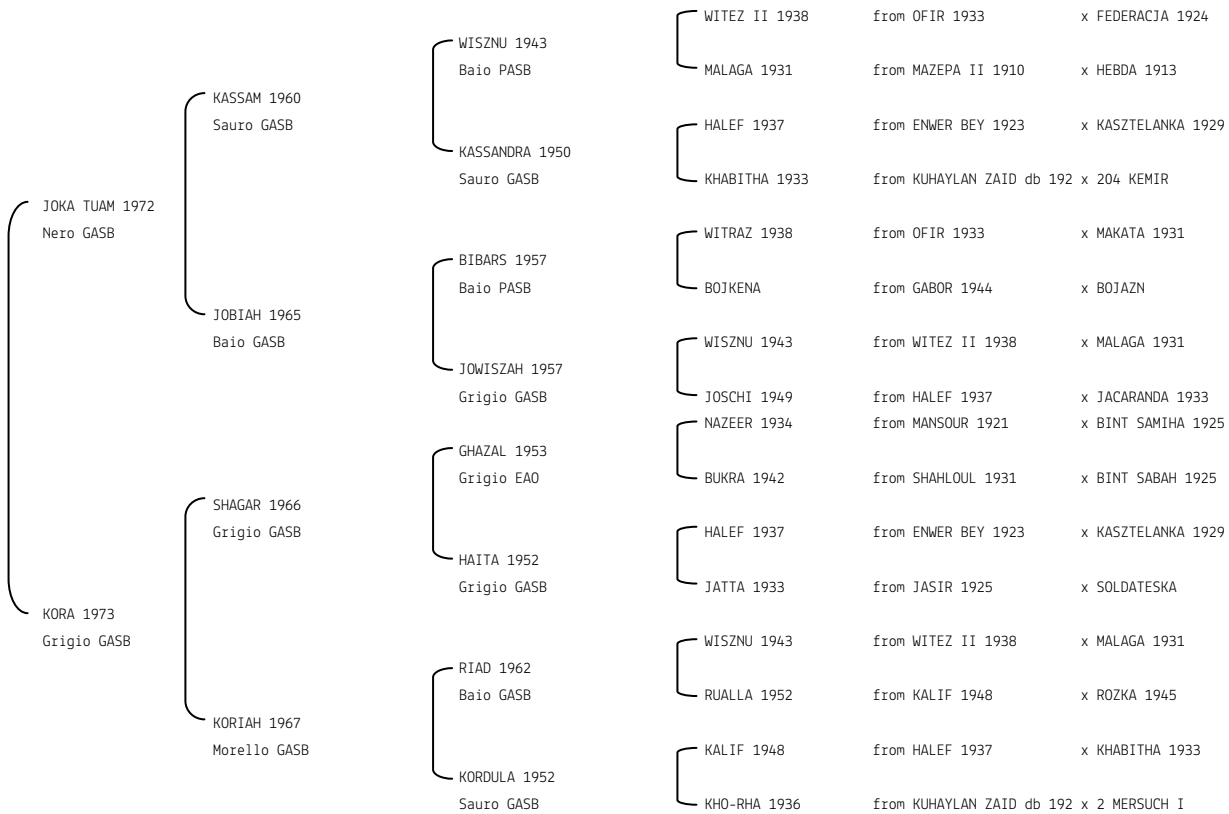 WITEZ II 1938 from OFIR 1933 x FEDERACJA 1924
WISZNU 1943
Baio PASB
MALAGA 1931 from MAZEPA II 1910 x HEBDA 1913
KASSAM 1960
Sauro GASB
HALEF 1937 from ENWER BEY 1923 x KASZTELANKA 1929
KASSANDRA 1950
Sauro GASB
KHABITHA 1933 from KUHAYLAN ZAID db 192 x 204 KEMIR
JOKA TUAM 1972
Nero GASB
WITRAZ 1938 from OFIR 1933 x MAKATA 1931
BIBARS 1957
Baio PASB
BOJKENA from GABOR 1944 x BOJAZN
JOBIAH 1965
Baio GASB
WISZNU 1943 from WITEZ II 1938 x MALAGA 1931
JOWISZAH 1957
Grigio GASB
JOSCHI 1949 from HALEF 1937 x JACARANDA 1933
NAZEER 1934 from MANSOUR 1921 x BINT SAMIHA 1925
GHAZAL 1953
Grigio EAO
BUKRA 1942 from SHAHLOUL 1931 x BINT SABAH 1925
SHAGAR 1966
Grigio GASB
HALEF 1937 from ENWER BEY 1923 x KASZTELANKA 1929
HAITA 1952
Grigio GASB
JATTA 1933 from JASIR 1925 x SOLDATESKA
KORA 1973
Grigio GASB
WISZNU 1943 from WITEZ II 1938 x MALAGA 1931
RIAD 1962
Baio GASB
RUALLA 1952 from KALIF 1948 x ROZKA 1945
KORIAH 1967
Morello GASB
KALIF 1948 from HALEF 1937 x KHABITHA 1933
KORDULA 1952
Sauro GASB
KHO-RHA 1936 from KUHAYLAN ZAID db 192 x 2 MERSUCH I